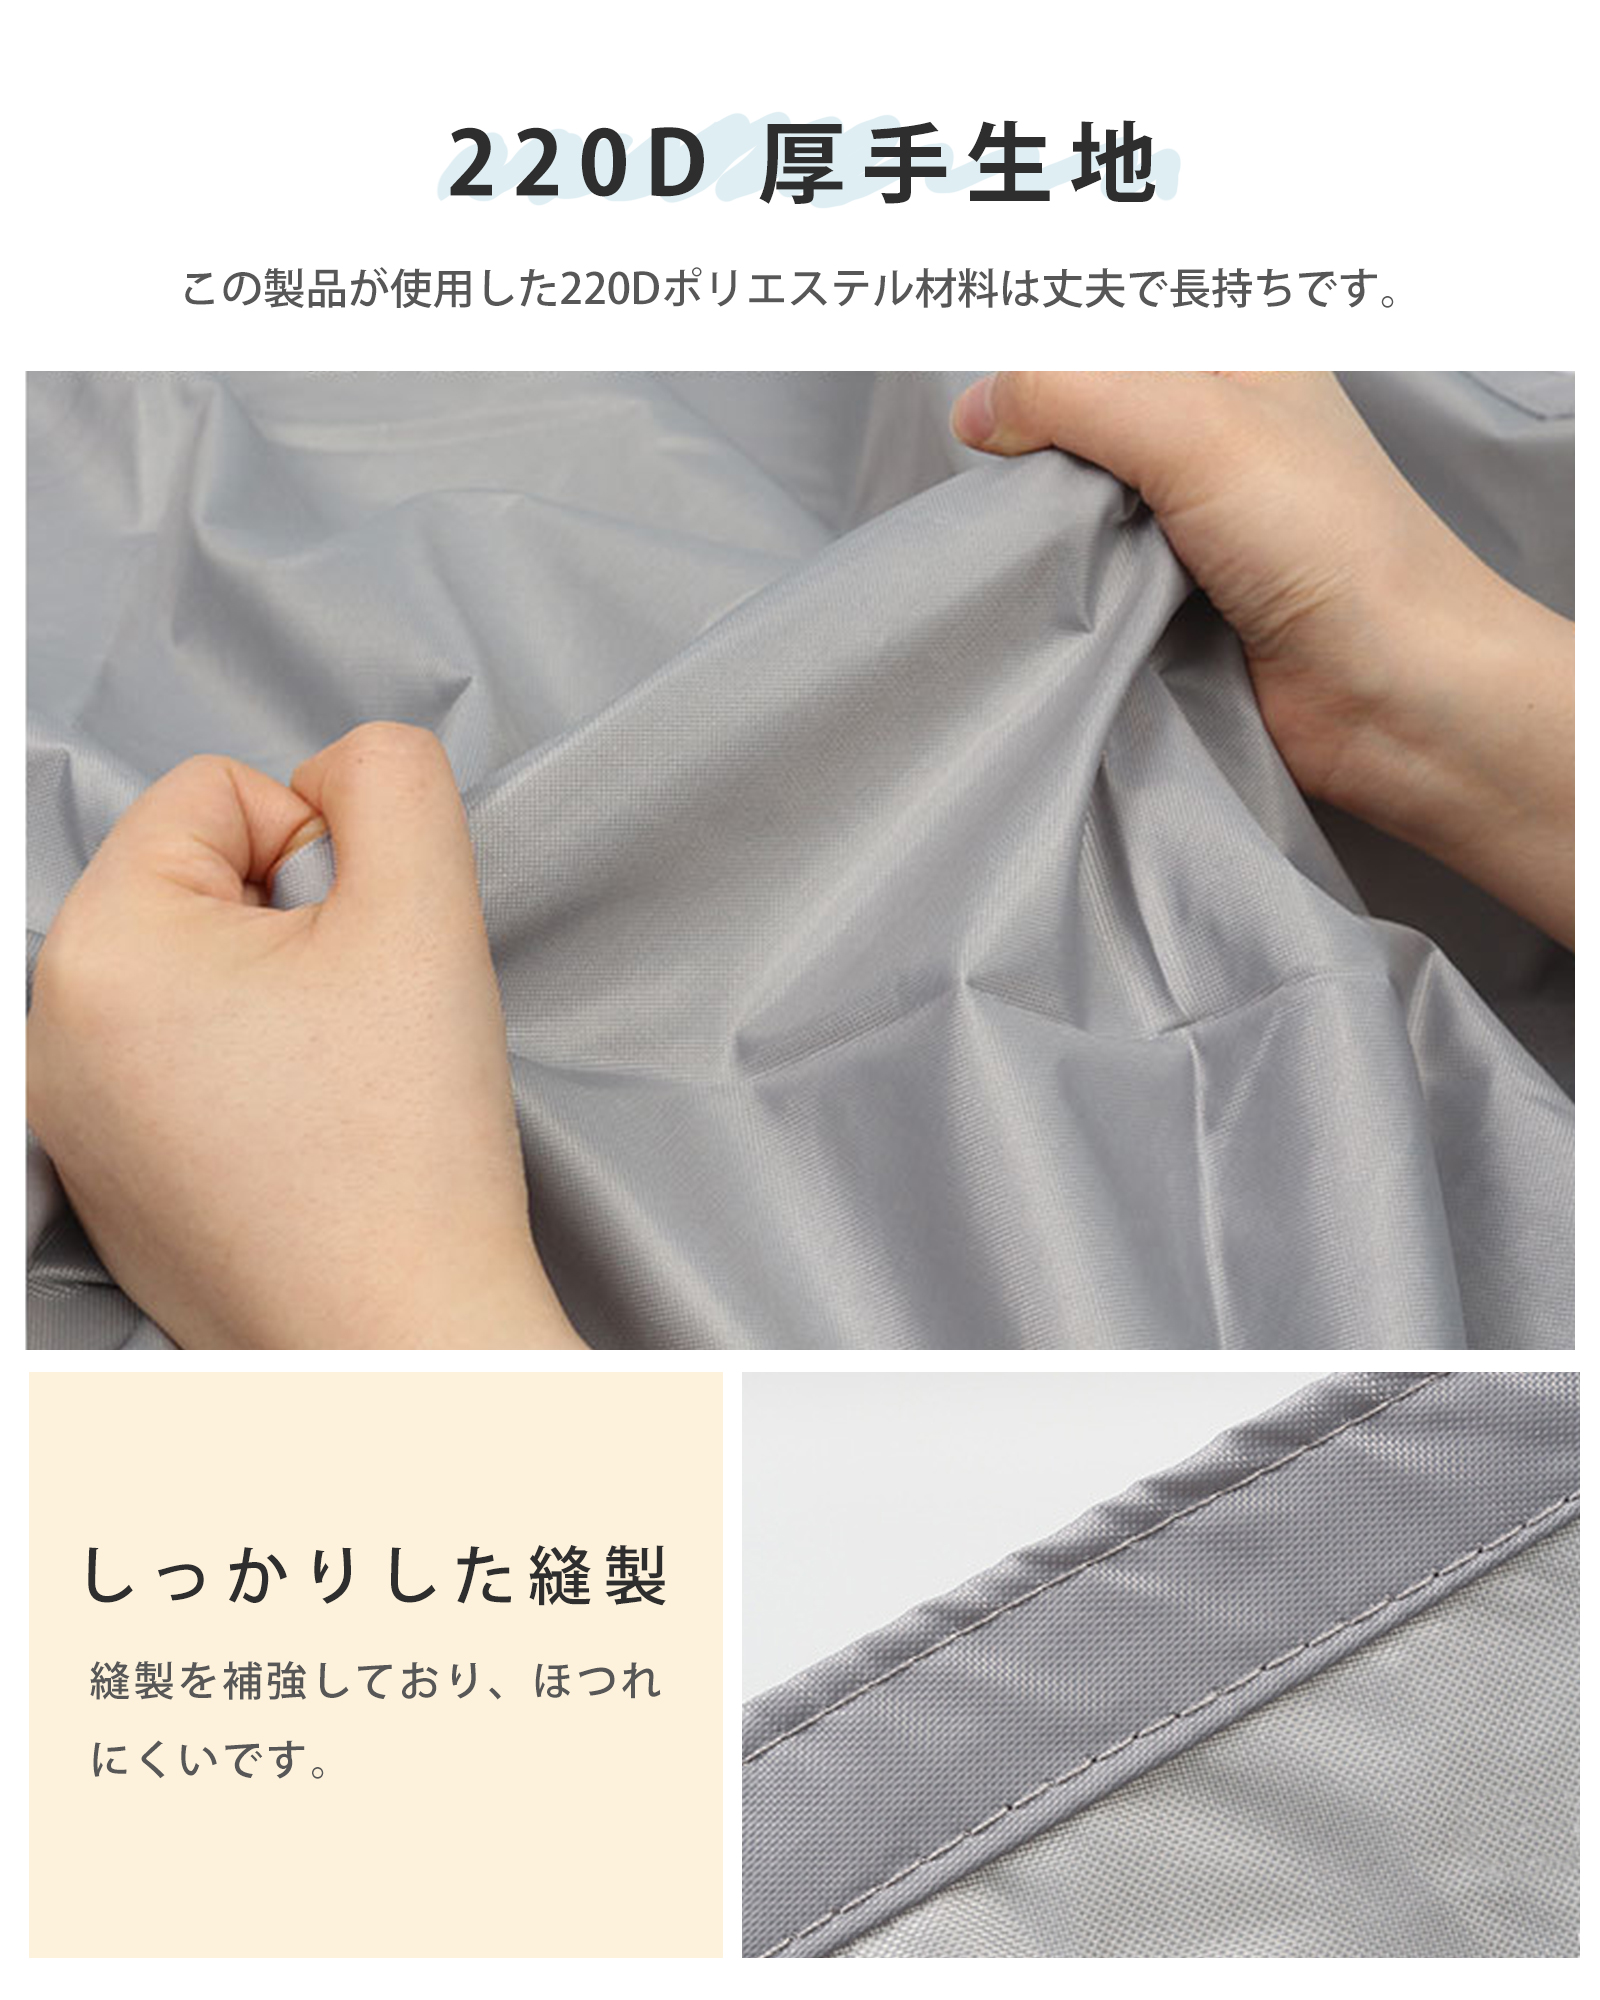 220D 厚手生地
この製品が使用した220Dポリエステル材料は丈夫で長持ちです。
しっかりした縫製
縫製を補強しており、ほつれ
にくいです。